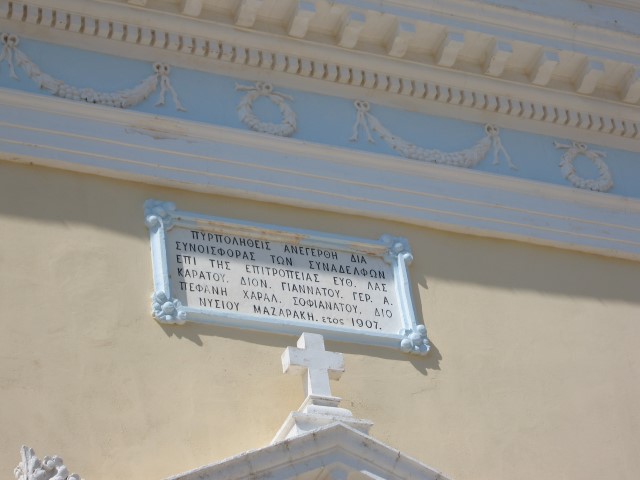 ΠΥΡΠΟΛΗΘΕΙΣ ΑΝΕΓΕΡΘΗ ΔΙΑ
ΣΥΝΟΙΣΦΟΡΑΣ ΤΩΝ ΣΥΝΑΔΕΛΦΩΝ
ΕΠΙ ΤΗΣ ΕΠΙΤΡΟΠΕΙΑΣ ΕΥΘ. ΛΑΣ
ΚΑΡΑΤΟΥ, ΔΙΟΝ. ΓΙΑΝΝΑΤΟΥ, ΓΕΡ. Α.
ΠΕΦΑΝΗ ΧΑΡΑΛ. ΣΟΦΙΑΝΑΤΟΥ, ΔΙΟ
ΝΥΣΙΟΥ ΜΑΖΑΡΑΚΗ. ΕΤΟΣ 1907.